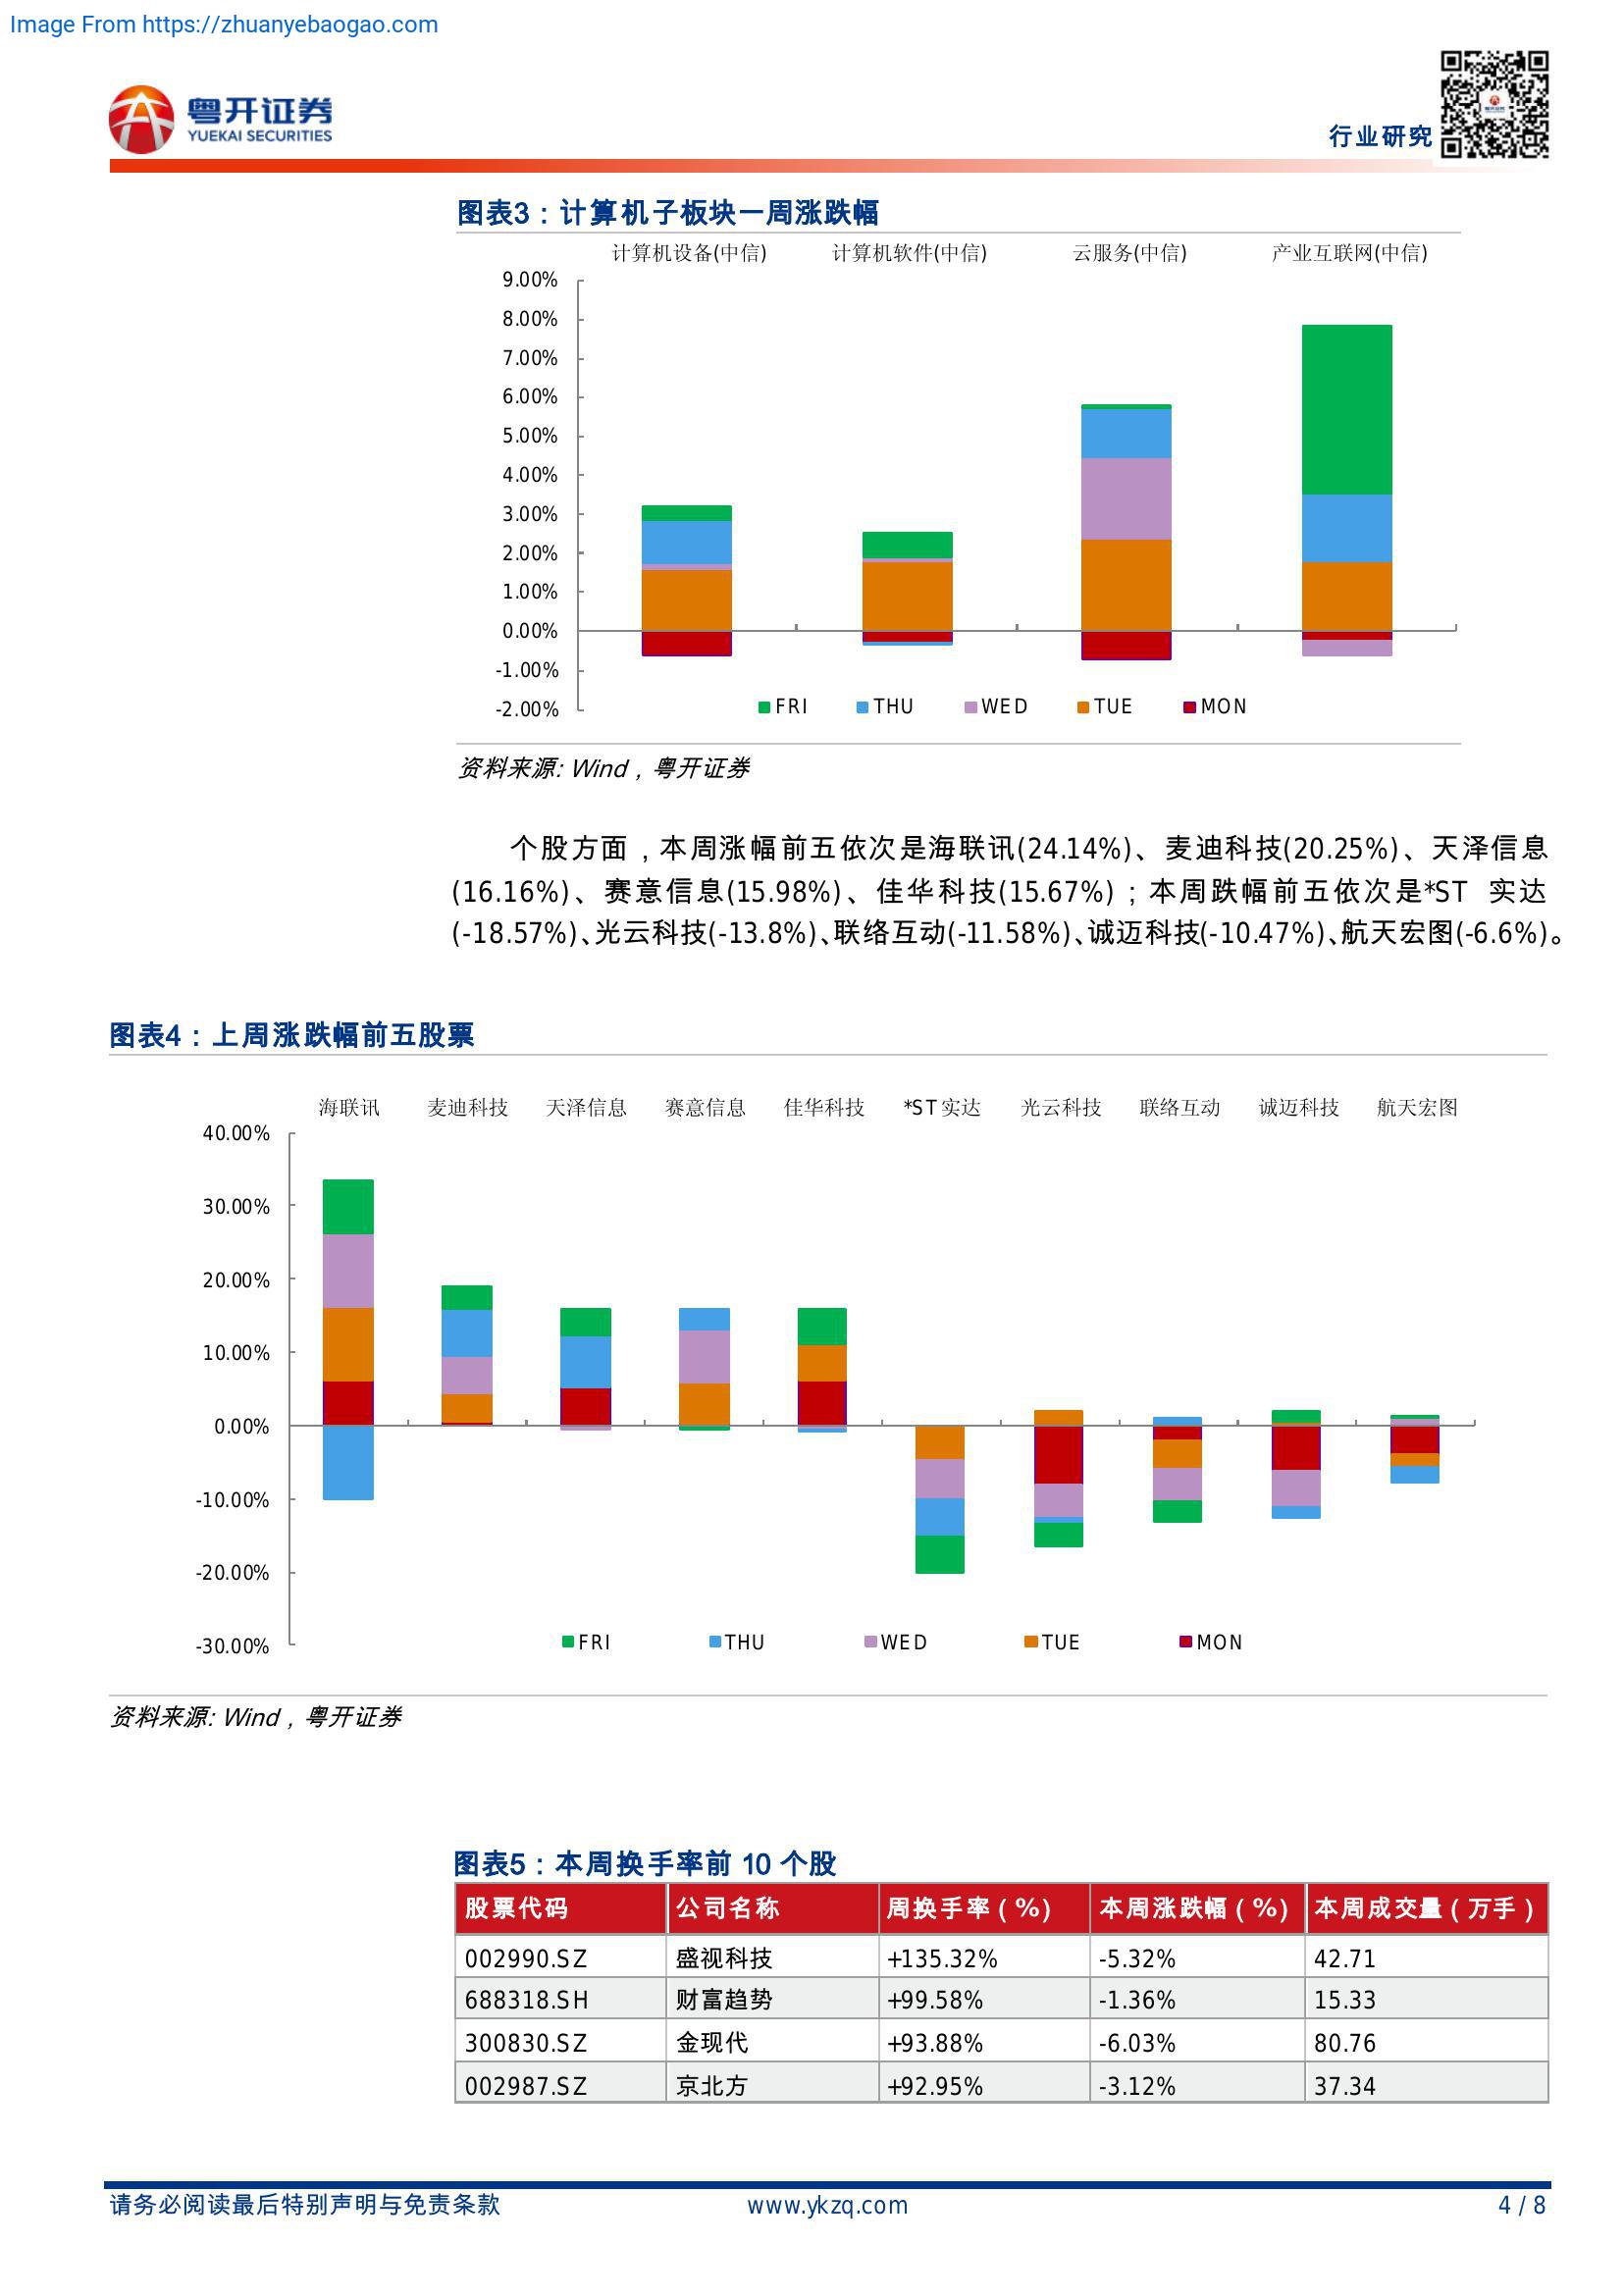 Image From https://zhuanyebaogao.com
粤开证券
YUEKAI SECURITIES
行业研究
图表3：计算机子板块一周涨跌幅
计算机设备(中信) 计算机软件(中信) 云服务(中信) 产业互联网(中信)
9.00%
8.00%
7.00%
6.00%
5.00%
4.00%
3.00%
2.00%
1.00%
0.00%
-1.00%
-2.00%
FRI THU WED TUE MON
资料来源: Wind，粤开证券
个股方面，本周涨幅前五依次是海联讯(24.14%)、麦迪科技(20.25%)、天泽信息
(16.16%)、赛意信息(15.98%)、佳华科技(15.67%)；本周跌幅前五依次是*ST 实达
(-18.57%)、光云科技(-13.8%)、联络互动(-11.58%)、诚迈科技(-10.47%)、航天宏图(-6.6%)。
图表4：上周涨跌幅前五股票
海联讯 麦迪科技 天泽信息 赛意信息 佳华科技 *ST实达 光云科技 联络互动 诚迈科技 航天宏图
40.00%
30.00%
20.00%
10.00%
0.00%
-10.00%
-20.00%
-30.00%
FRI THU WED TUE MON
资料来源: Wind，粤开证券
图表5：本周换手率前 10 个股
股票代码 公司名称 周换手率（%） 本周涨跌幅（%） 本周成交量（万手）
002990.SZ 盛视科技 +135.32% -5.32% 42.71
688318.SH 财富趋势 +99.58% -1.36% 15.33
300830.SZ 金现代 +93.88% -6.03% 80.76
002987.SZ 京北方 +92.95% -3.12% 37.34
请务必阅读最后特别声明与免责条款 www.ykzq.com 4 / 8